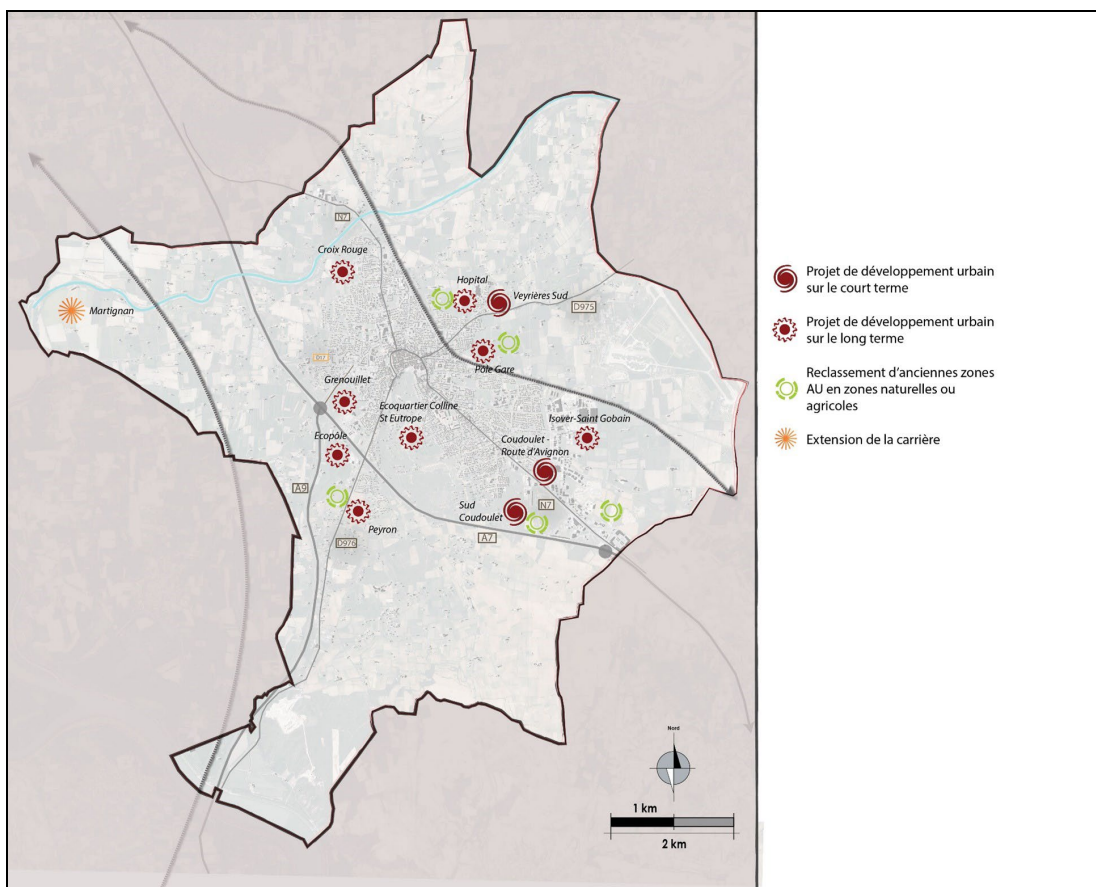 N7
Croix Rouge
Hopital
Veyrières Sud
D975
Martignan
D17
Pôle Gare
Grenouillet
Ecoquartier Colline
St Eutrope
Isover-Saint Gobain
Ecopôle
Coudoulet -
Route d'Avignon
A9
Sud
Coudoulet
N7
Peyron
D976
A7
Projet de développement urbain
sur le court terme
Projet de développement urbain
sur le long terme
Reclassement d'anciennes zones
AU en zones naturelles ou
agricoles
Extension de la carrière
Nord
1 km
2 km